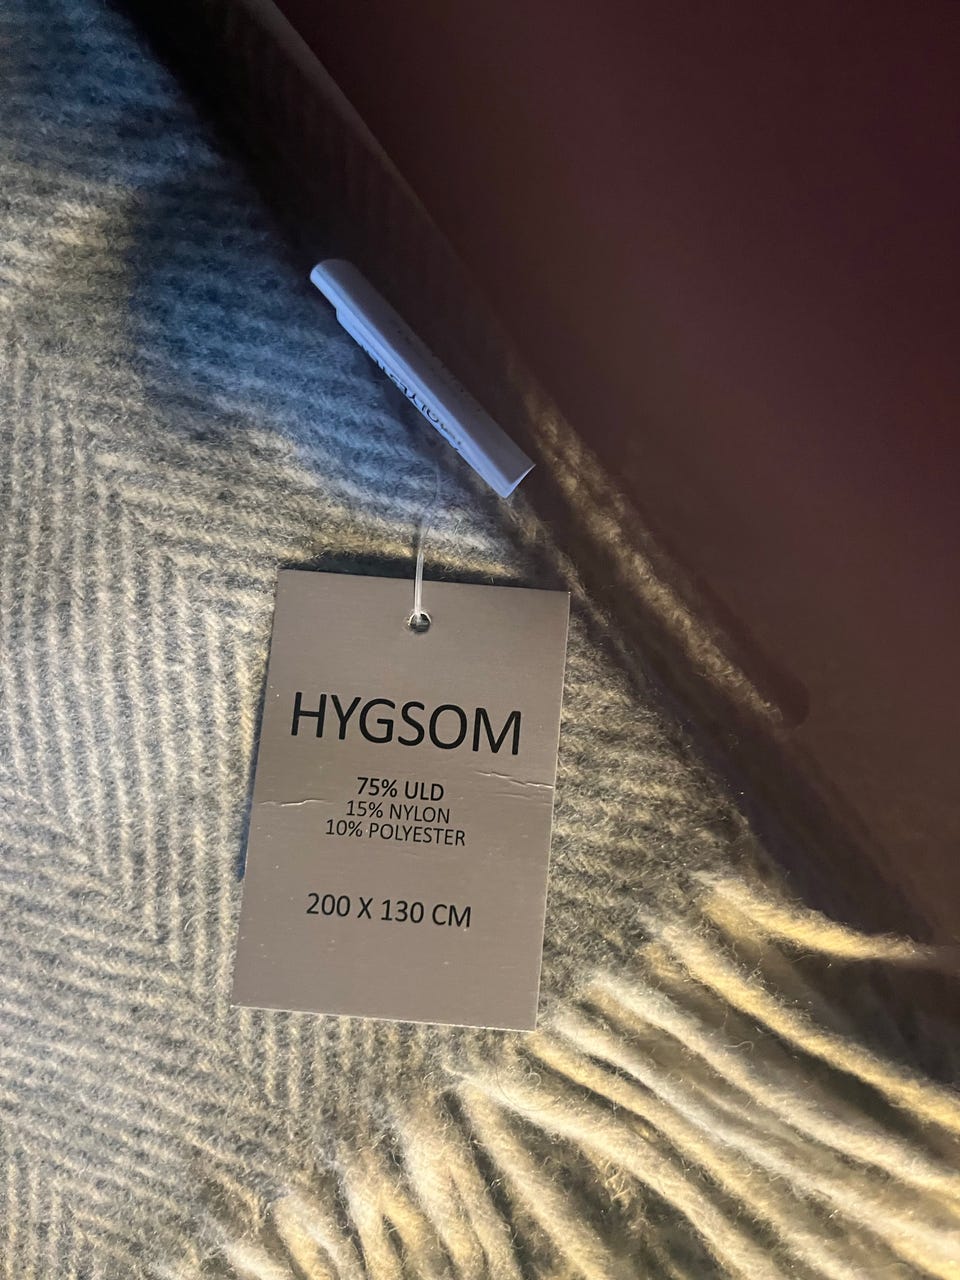 HYGSOM
75% ULD
15% NYLON
10% POLYESTER
200 X 130 CM